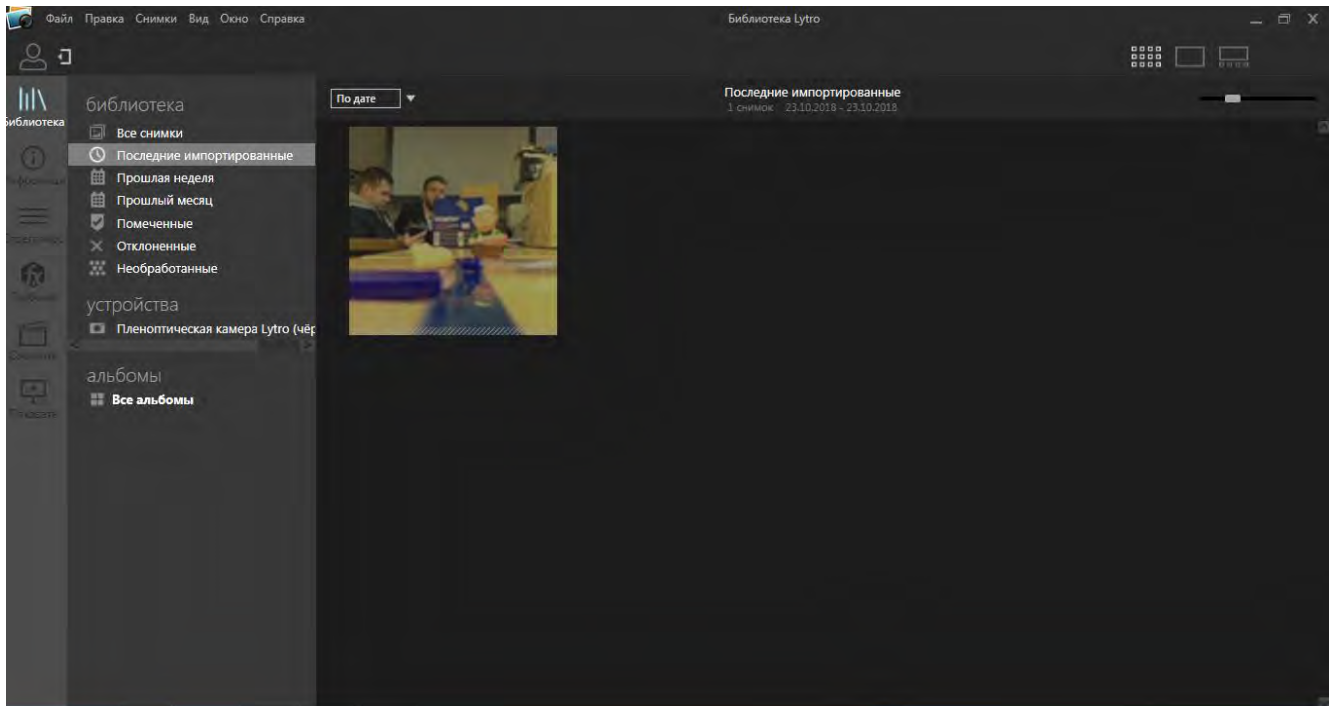 Файл Правка Снимки Вид Окно Справка
Библиотека Lytro
Библиотека
библиотека
Все снимки
Последние импортированные
Прошлая неделя
Прошлый месяц
Помеченные
Отклоненные
Необработанные
устройства
Пленоптическая камера Lytro (чёр
альбомы
Все альбомы
По дате
Последние импортированные
1 снимок 23.10.2018 - 23.10.2018